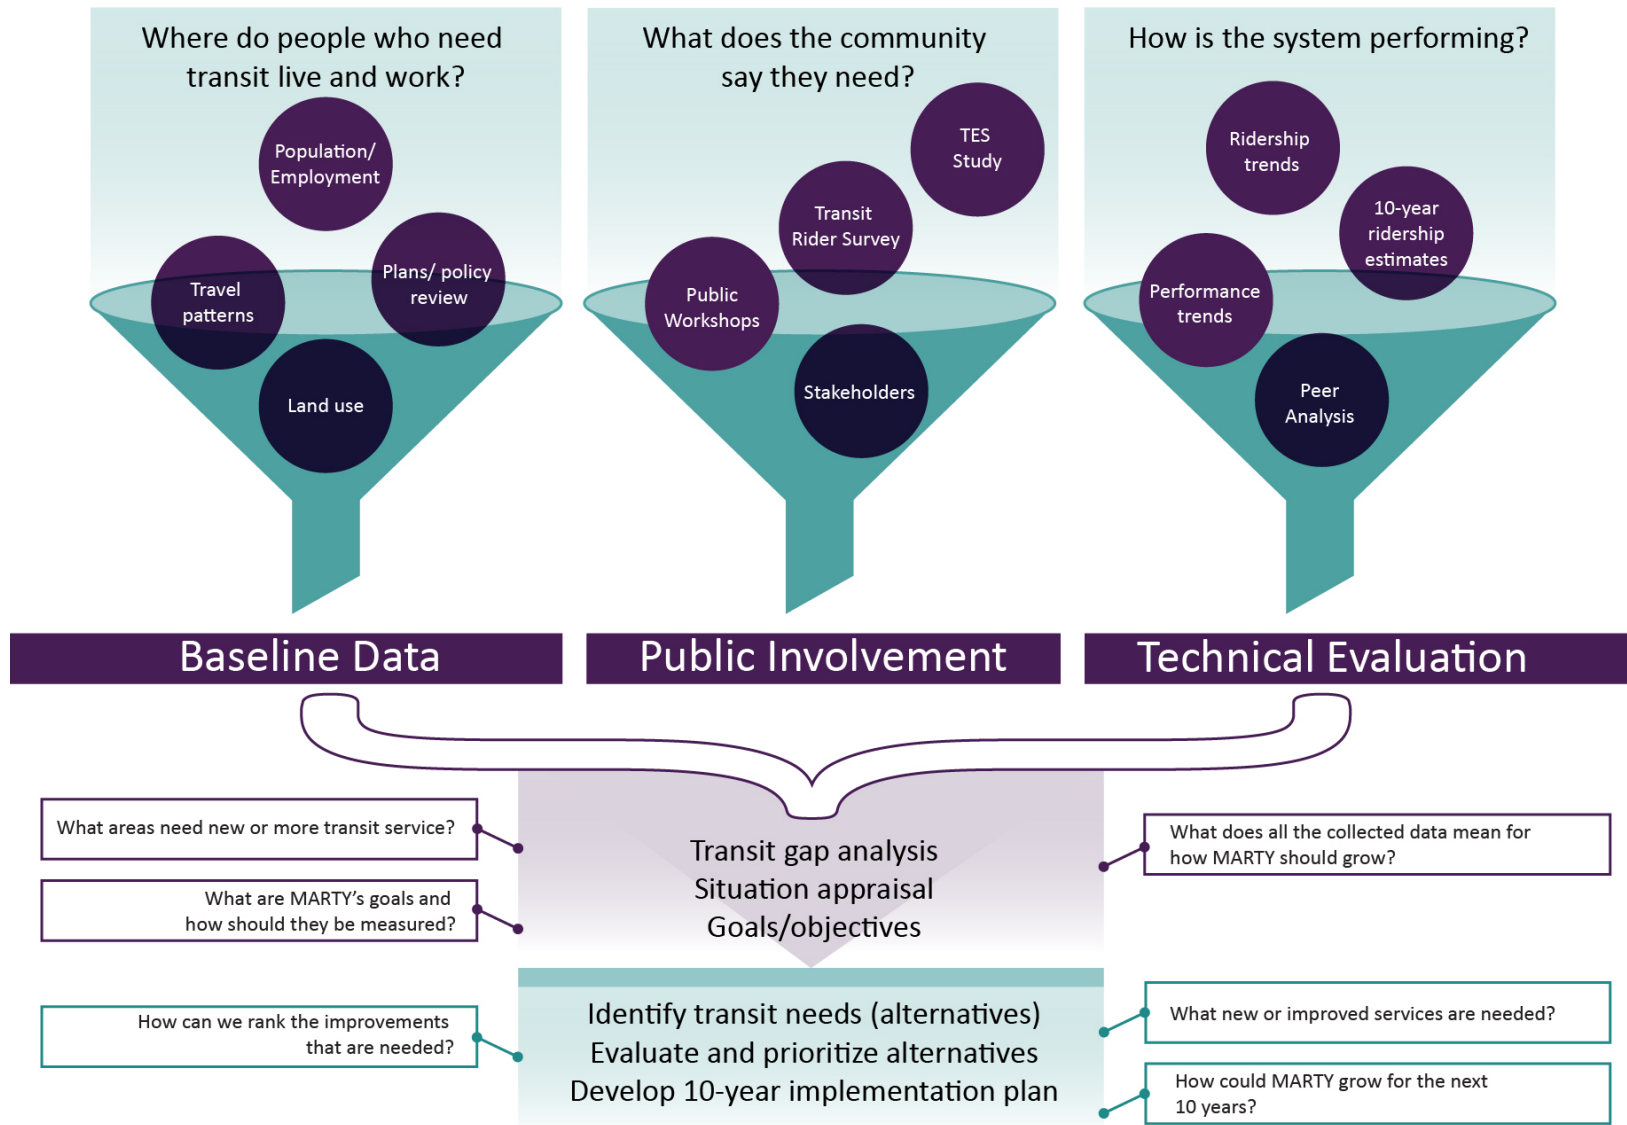 Where do people who need
transit live and work?
Population/
Employment
Travel
patterns
Plans/ policy
review
Land use
What does the community
say they need?
TES
Study
Transit
Rider Survey
Public
Workshops
Stakeholders
How is the system performing?
Ridership
trends
10-year
ridership
estimates
Performance
trends
Peer
Analysis
Baseline Data
Public Involvement
Technical Evaluation
What areas need new or more transit service?
What are MARTY’s goals and
how should they be measured?
Transit gap analysis
Situation appraisal
Goals/objectives
What does all the collected data mean for
how MARTY should grow?
How can we rank the improvements
that are needed?
Identify transit needs (alternatives)
Evaluate and prioritize alternatives
Develop 10-year implementation plan
What new or improved services are needed?
How could MARTY grow for the next
10 years?